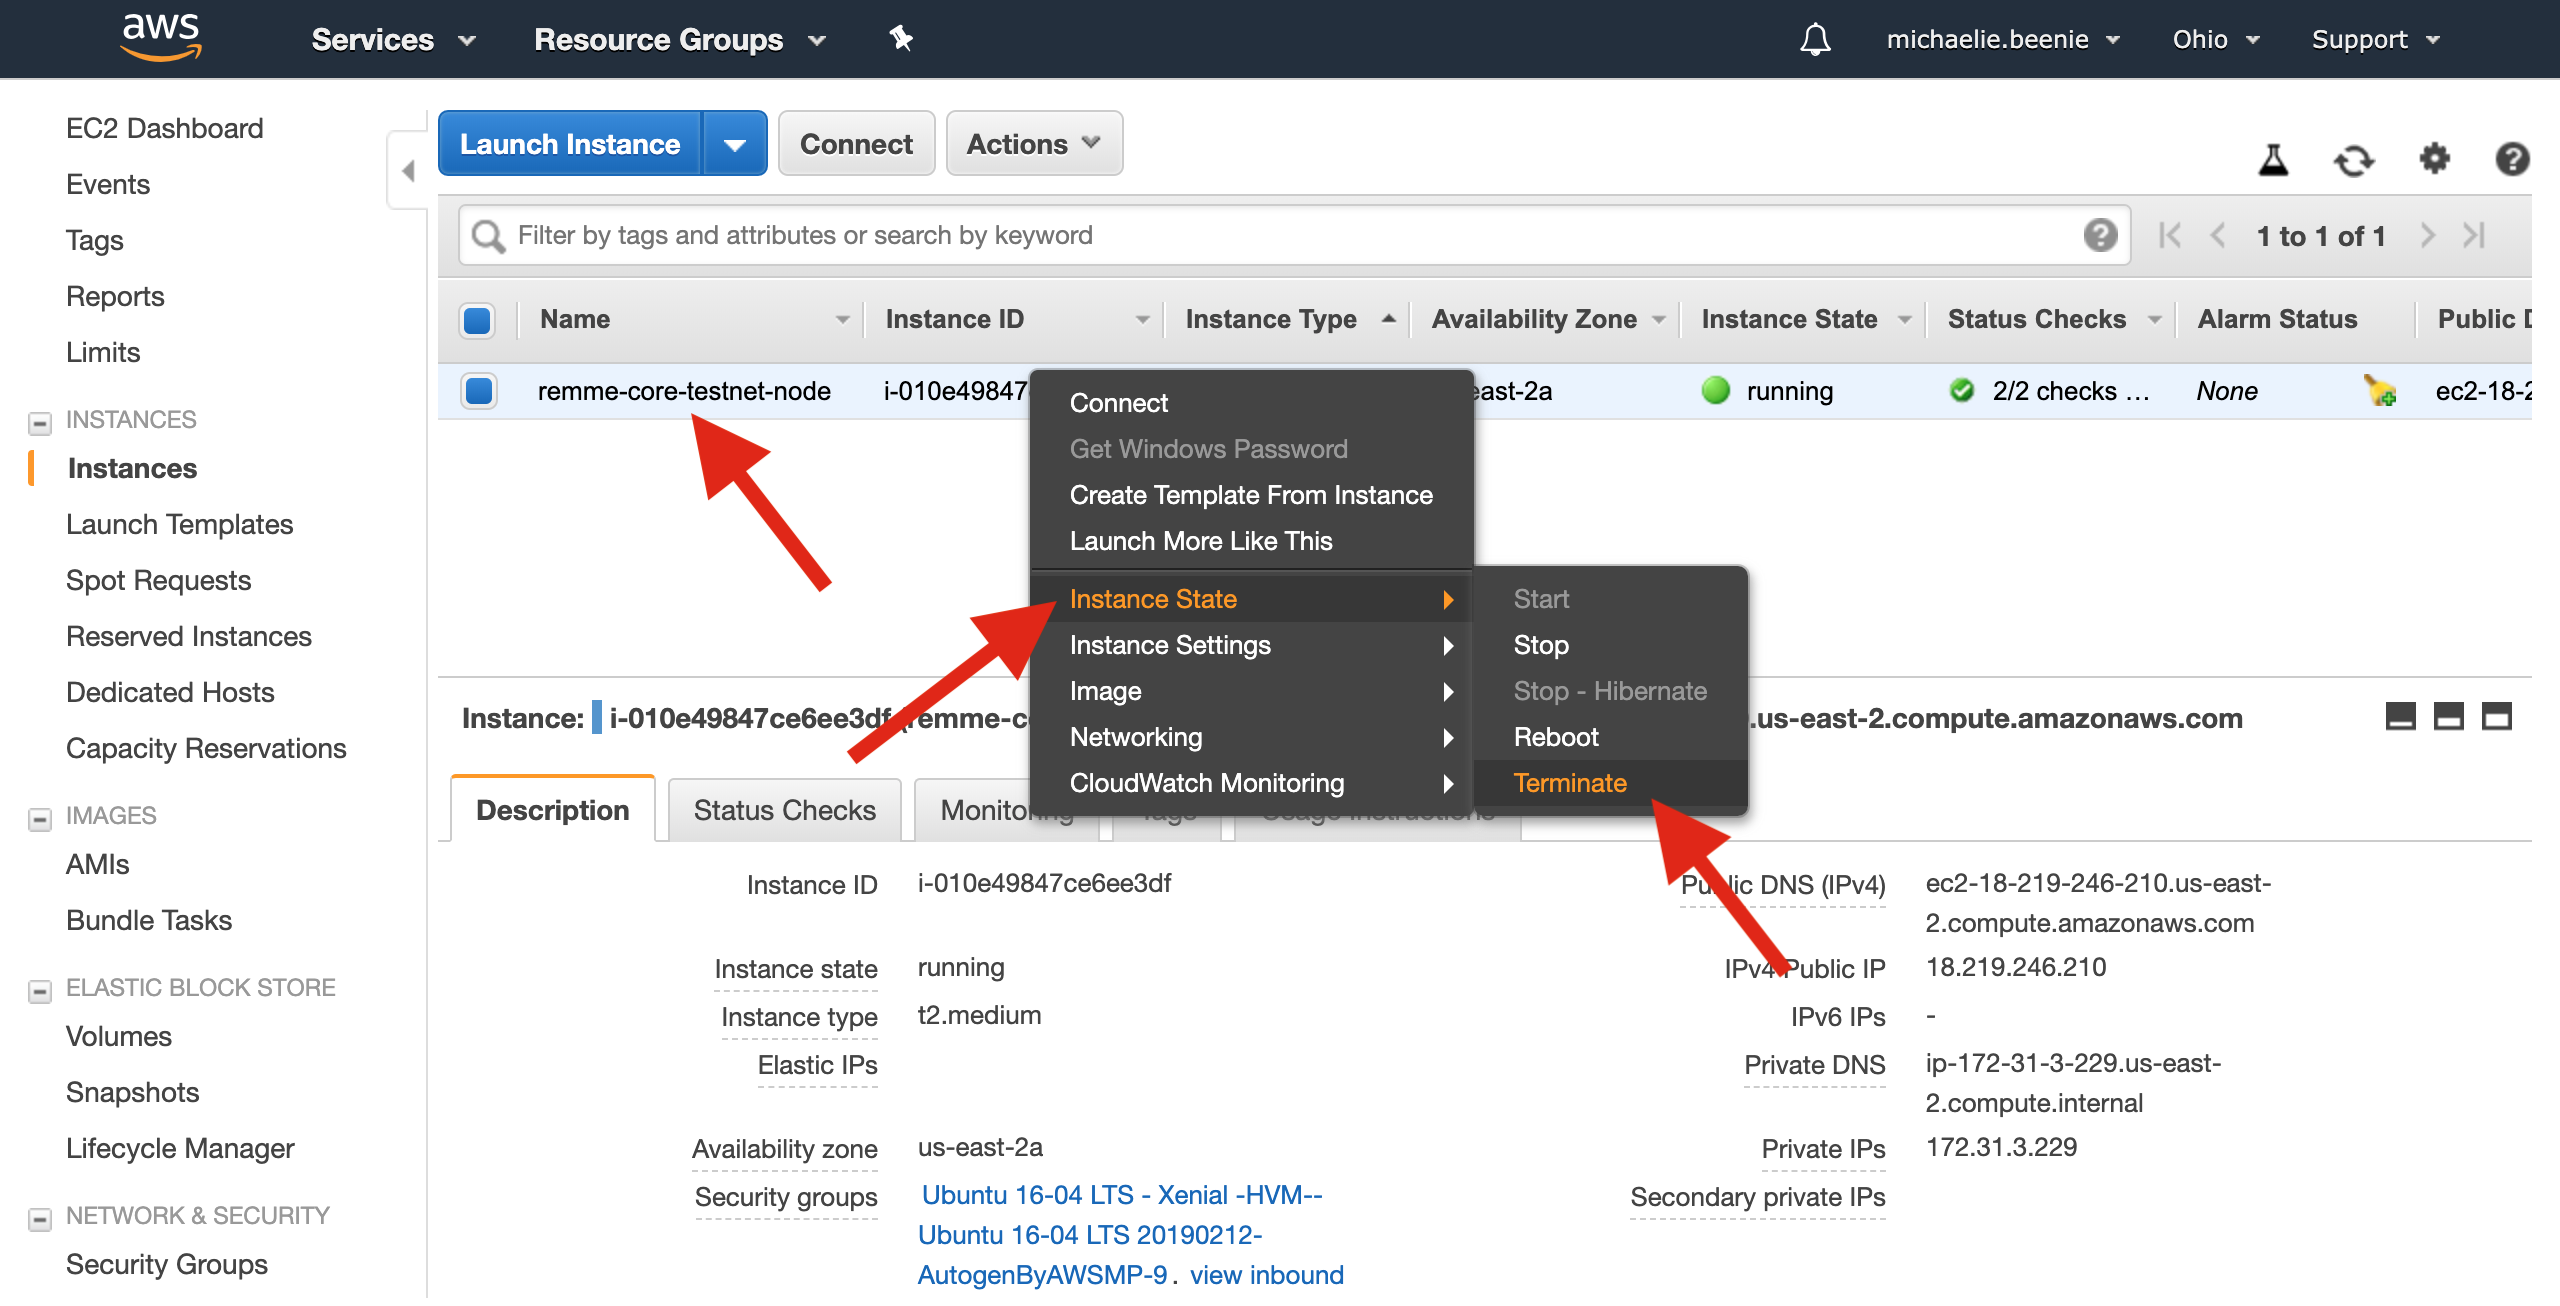 aws
Services
Resource Groups
michaelie.beenie
Ohio
Support
EC2 Dashboard
Events
Tags
Reports
Limits
INSTANCES
Instances
Launch Templates
Spot Requests
Reserved Instances
Dedicated Hosts
Capacity Reservations
IMAGES
AMIs
Bundle Tasks
ELASTIC BLOCK STORE
Volumes
Snapshots
Lifecycle Manager
NETWORK & SECURITY
Security Groups
Launch Instance
Connect
Actions
Filter by tags and attributes or search by keyword
1 to 1 of 1
Name Instance ID Instance Type Availability Zone Instance State Status Checks Alarm Status Public
remme-core-testnet-node i-010e49847 east-2a running 2/2 checks ... None ec2-18-2
Connect
Get Windows Password
Create Template From Instance
Launch More Like This
Instance State
Instance Settings
Image
Networking
CloudWatch Monitoring
Start
Stop
Stop - Hibernate
Reboot
Terminate
Instance: i-010e49847ce6ee3df (remme-c .us-east-2.compute.amazonaws.com
Description
Status Checks
Monitoring
Tags
Usage Instructions
Instance ID i-010e49847ce6ee3df
Instance state running
Instance type t2.medium
Elastic IPs
Availability zone us-east-2a
Security groups Ubuntu 16-04 LTS - Xenial -HVM--
Ubuntu 16-04 LTS 20190212-
AutogenByAWSMP-9 . view inbound
Public DNS (IPv4) ec2-18-219-246-210.us-east-
2.compute.amazonaws.com
IPv4 Public IP 18.219.246.210
IPv6 IPs -
Private DNS ip-172-31-3-229.us-east-
2.compute.internal
Private IPs 172.31.3.229
Secondary private IPs